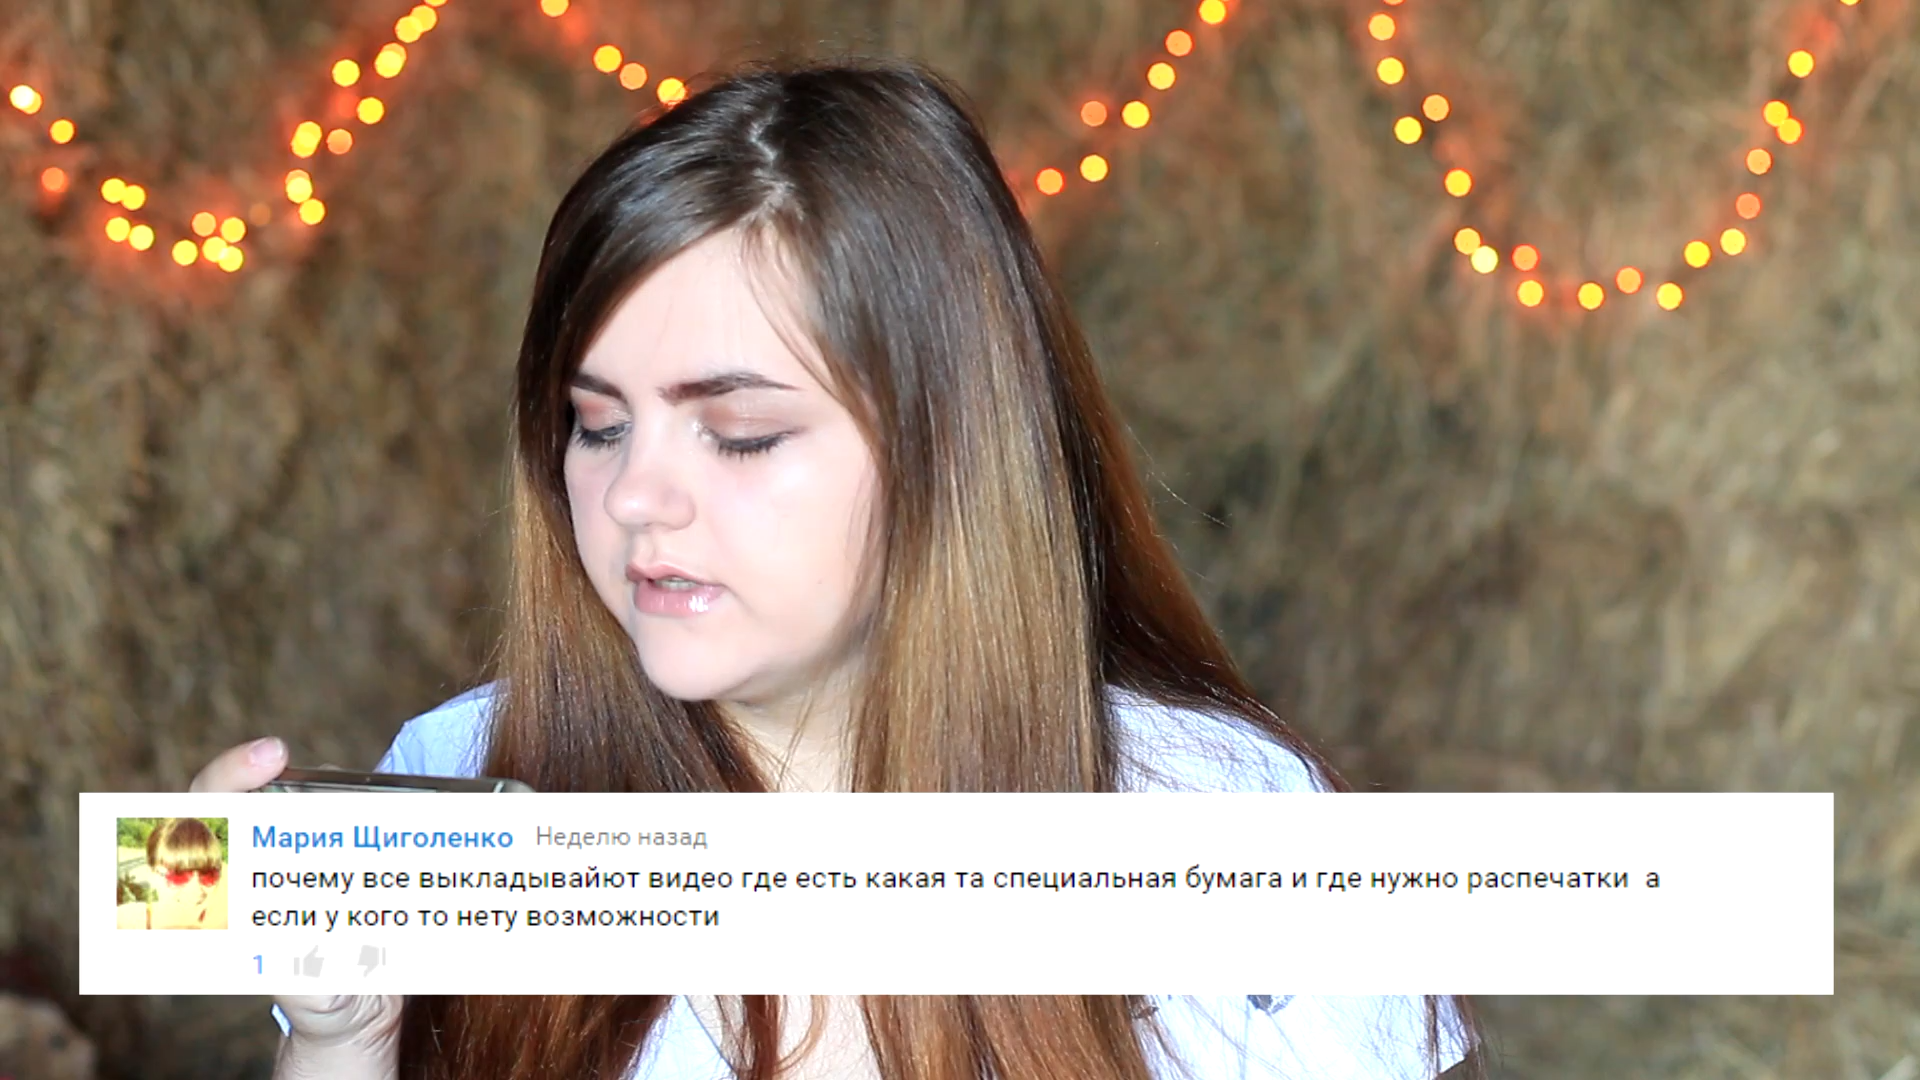 Мария Щиголенко Неделю назад
почему все выкладывайют видео где есть какая та специальная бумага и где нужно распечатки а
если у кого то нету возможности
1